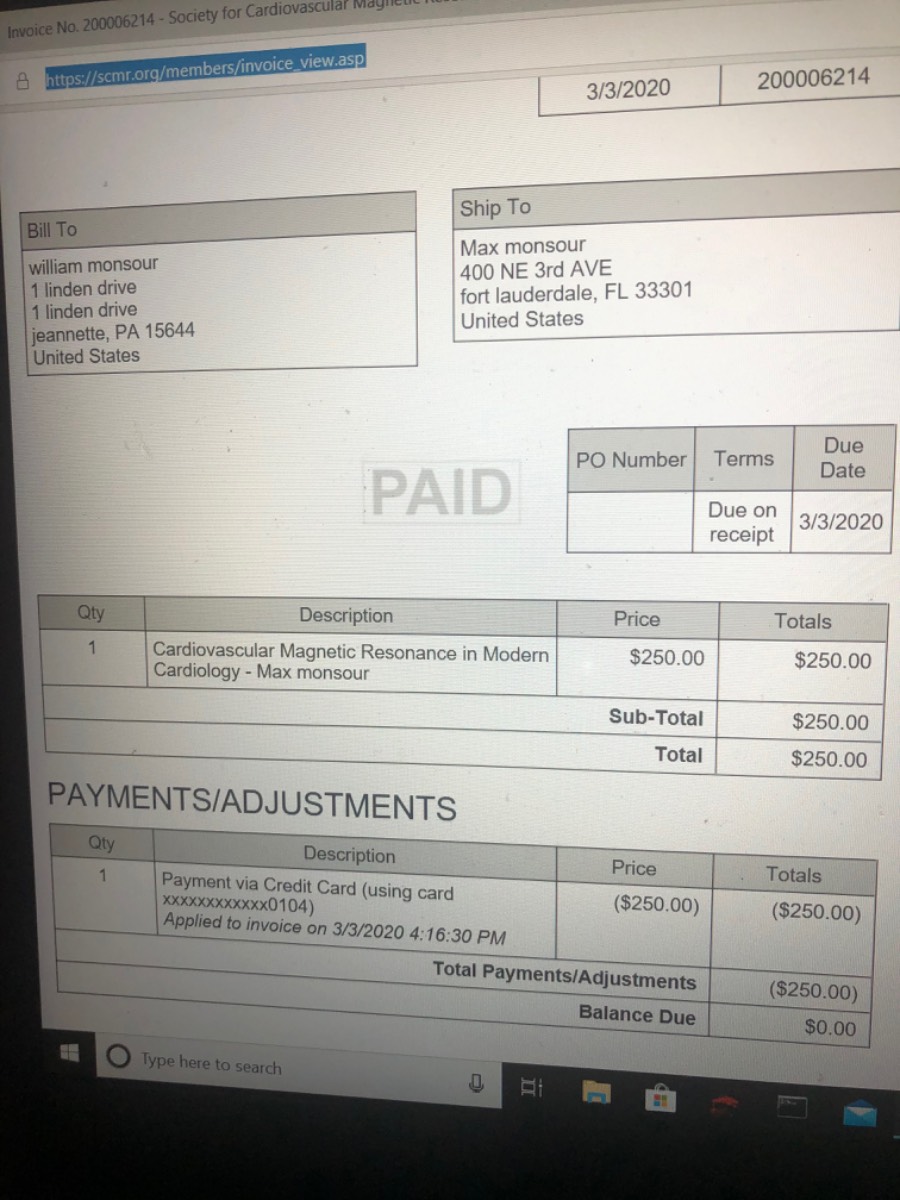 Invoice No. 200006214 - Society for Cardiovascular
https://scmr.org/members/invoice_view.asp
3/3/2020 200006214
Bill To
william monsour
1 linden drive
1 linden drive
jeannette, PA 15644
United States
Ship To
Max monsour
400 NE 3rd AVE
fort lauderdale, FL 33301
United States
PAID
PO Number Terms Due Date
Due on receipt 3/3/2020
Qty Description Price Totals
1 Cardiovascular Magnetic Resonance in Modern $250.00 $250.00
Cardiology - Max monsour
Sub-Total $250.00
Total $250.00
PAYMENTS/ADJUSTMENTS
Qty Description Price Totals
1 Payment via Credit Card (using card ($250.00) ($250.00)
xxxxxxxxxxxx0104)
Applied to invoice on 3/3/2020 4:16:30 PM
Total Payments/Adjustments ($250.00)
Balance Due $0.00
Type here to search